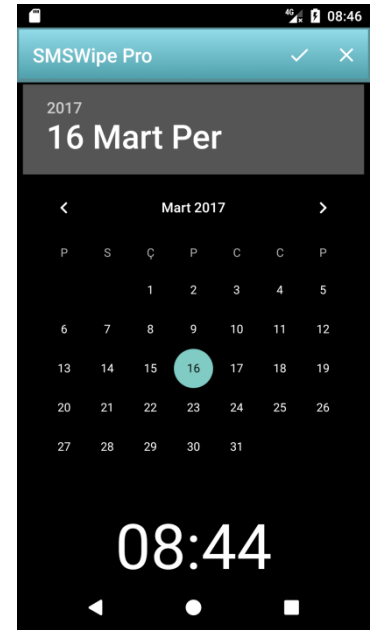 4G 08:46
SMSWipe Pro
2017
16 Mart Per
Mart 2017
P S Ç P C C P
1 2 3 4 5
6 7 8 9 10 11 12
13 14 15 16 17 18 19
20 21 22 23 24 25 26
27 28 29 30 31
08:44